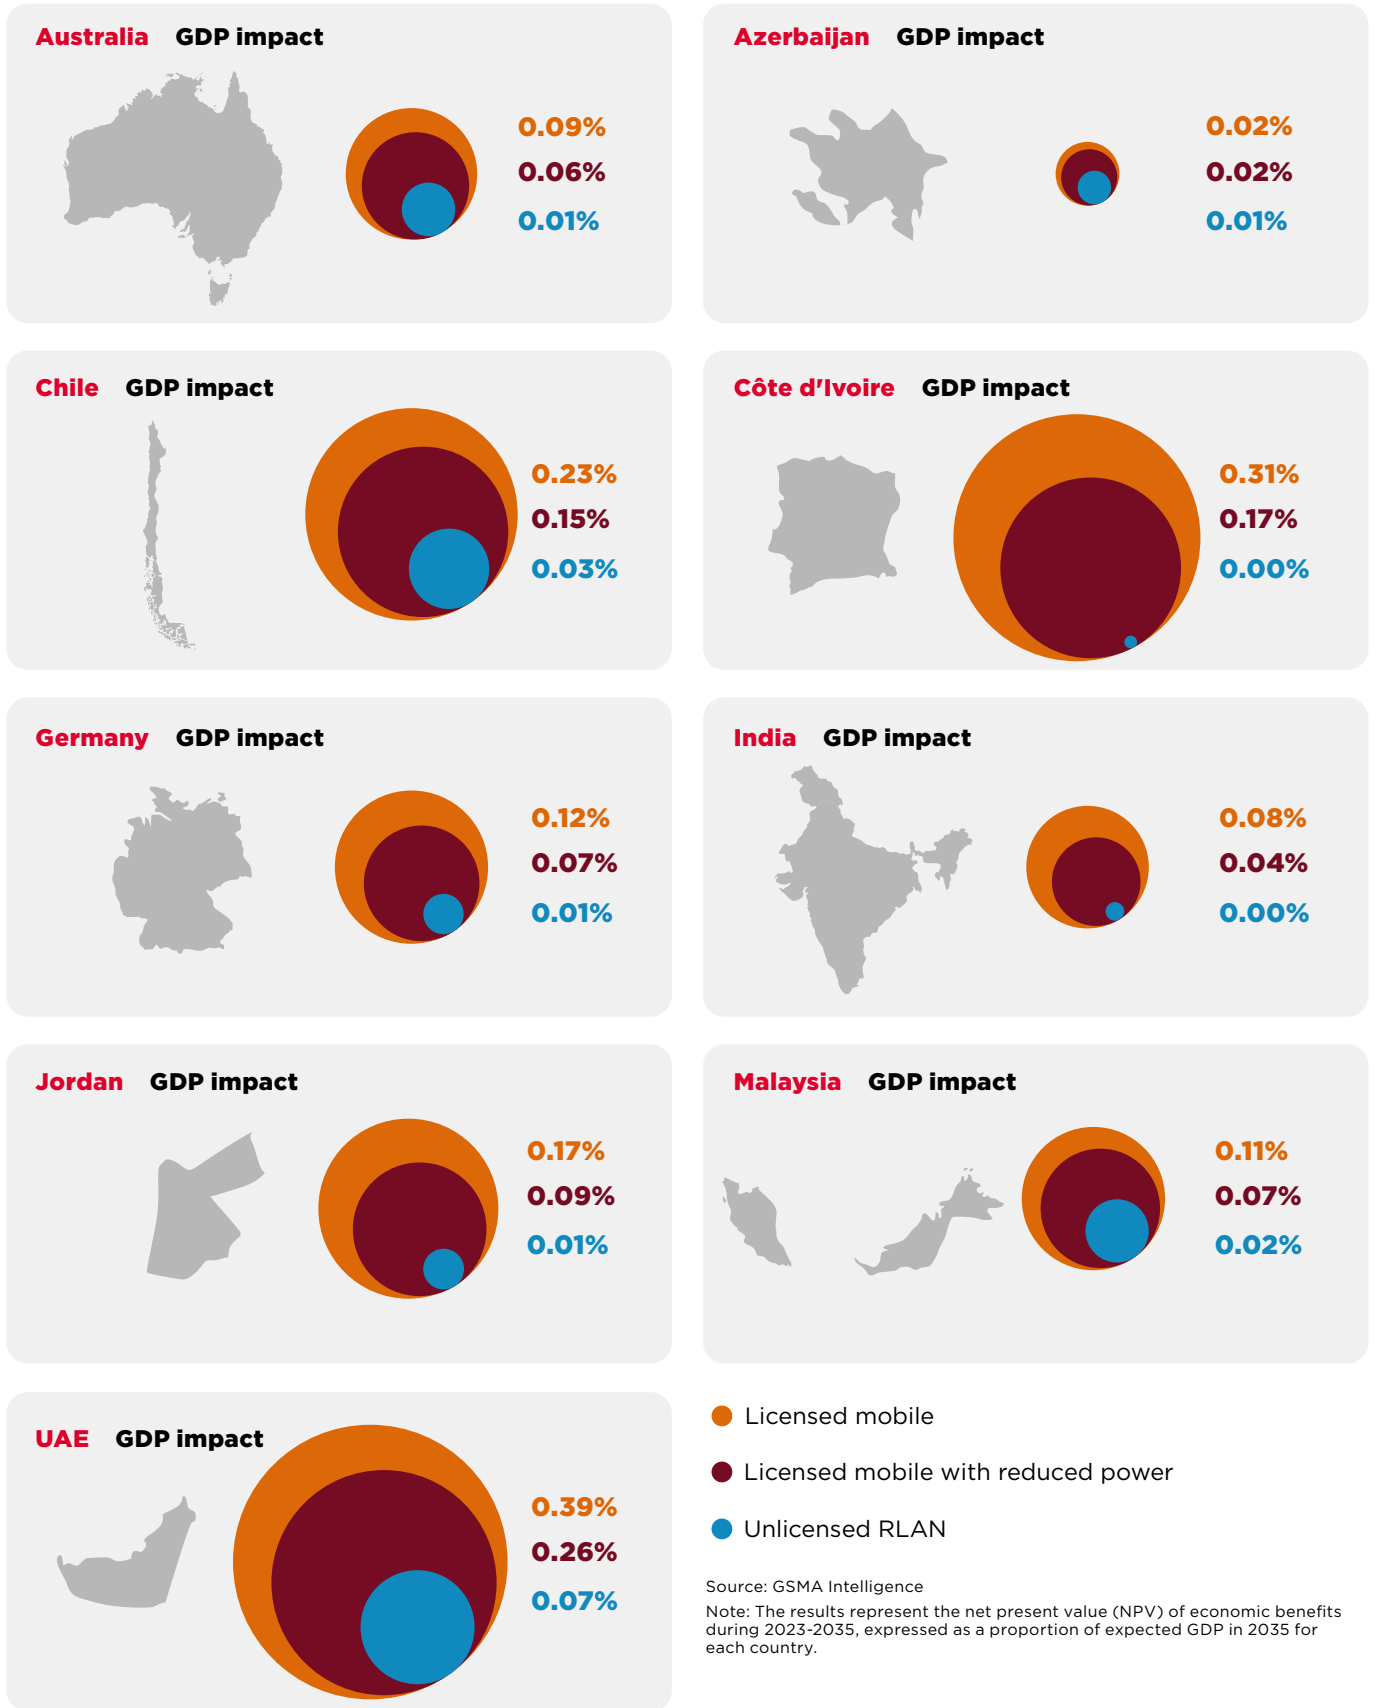 Australia GDP impact
0.09%
0.06%
0.01%
Azerbaijan GDP impact
0.02%
0.02%
0.01%
Chile GDP impact
0.23%
0.15%
0.03%
Côte d'Ivoire GDP impact
0.31%
0.17%
0.00%
Germany GDP impact
0.12%
0.07%
0.01%
India GDP impact
0.08%
0.04%
0.00%
Jordan GDP impact
0.17%
0.09%
0.01%
Malaysia GDP impact
0.11%
0.07%
0.02%
UAE GDP impact
0.39%
0.26%
0.07%
Licensed mobile
Licensed mobile with reduced power
Unlicensed RLAN
Source: GSMA Intelligence
Note: The results represent the net present value (NPV) of economic benefits
during 2023-2035, expressed as a proportion of expected GDP in 2035 for
each country.